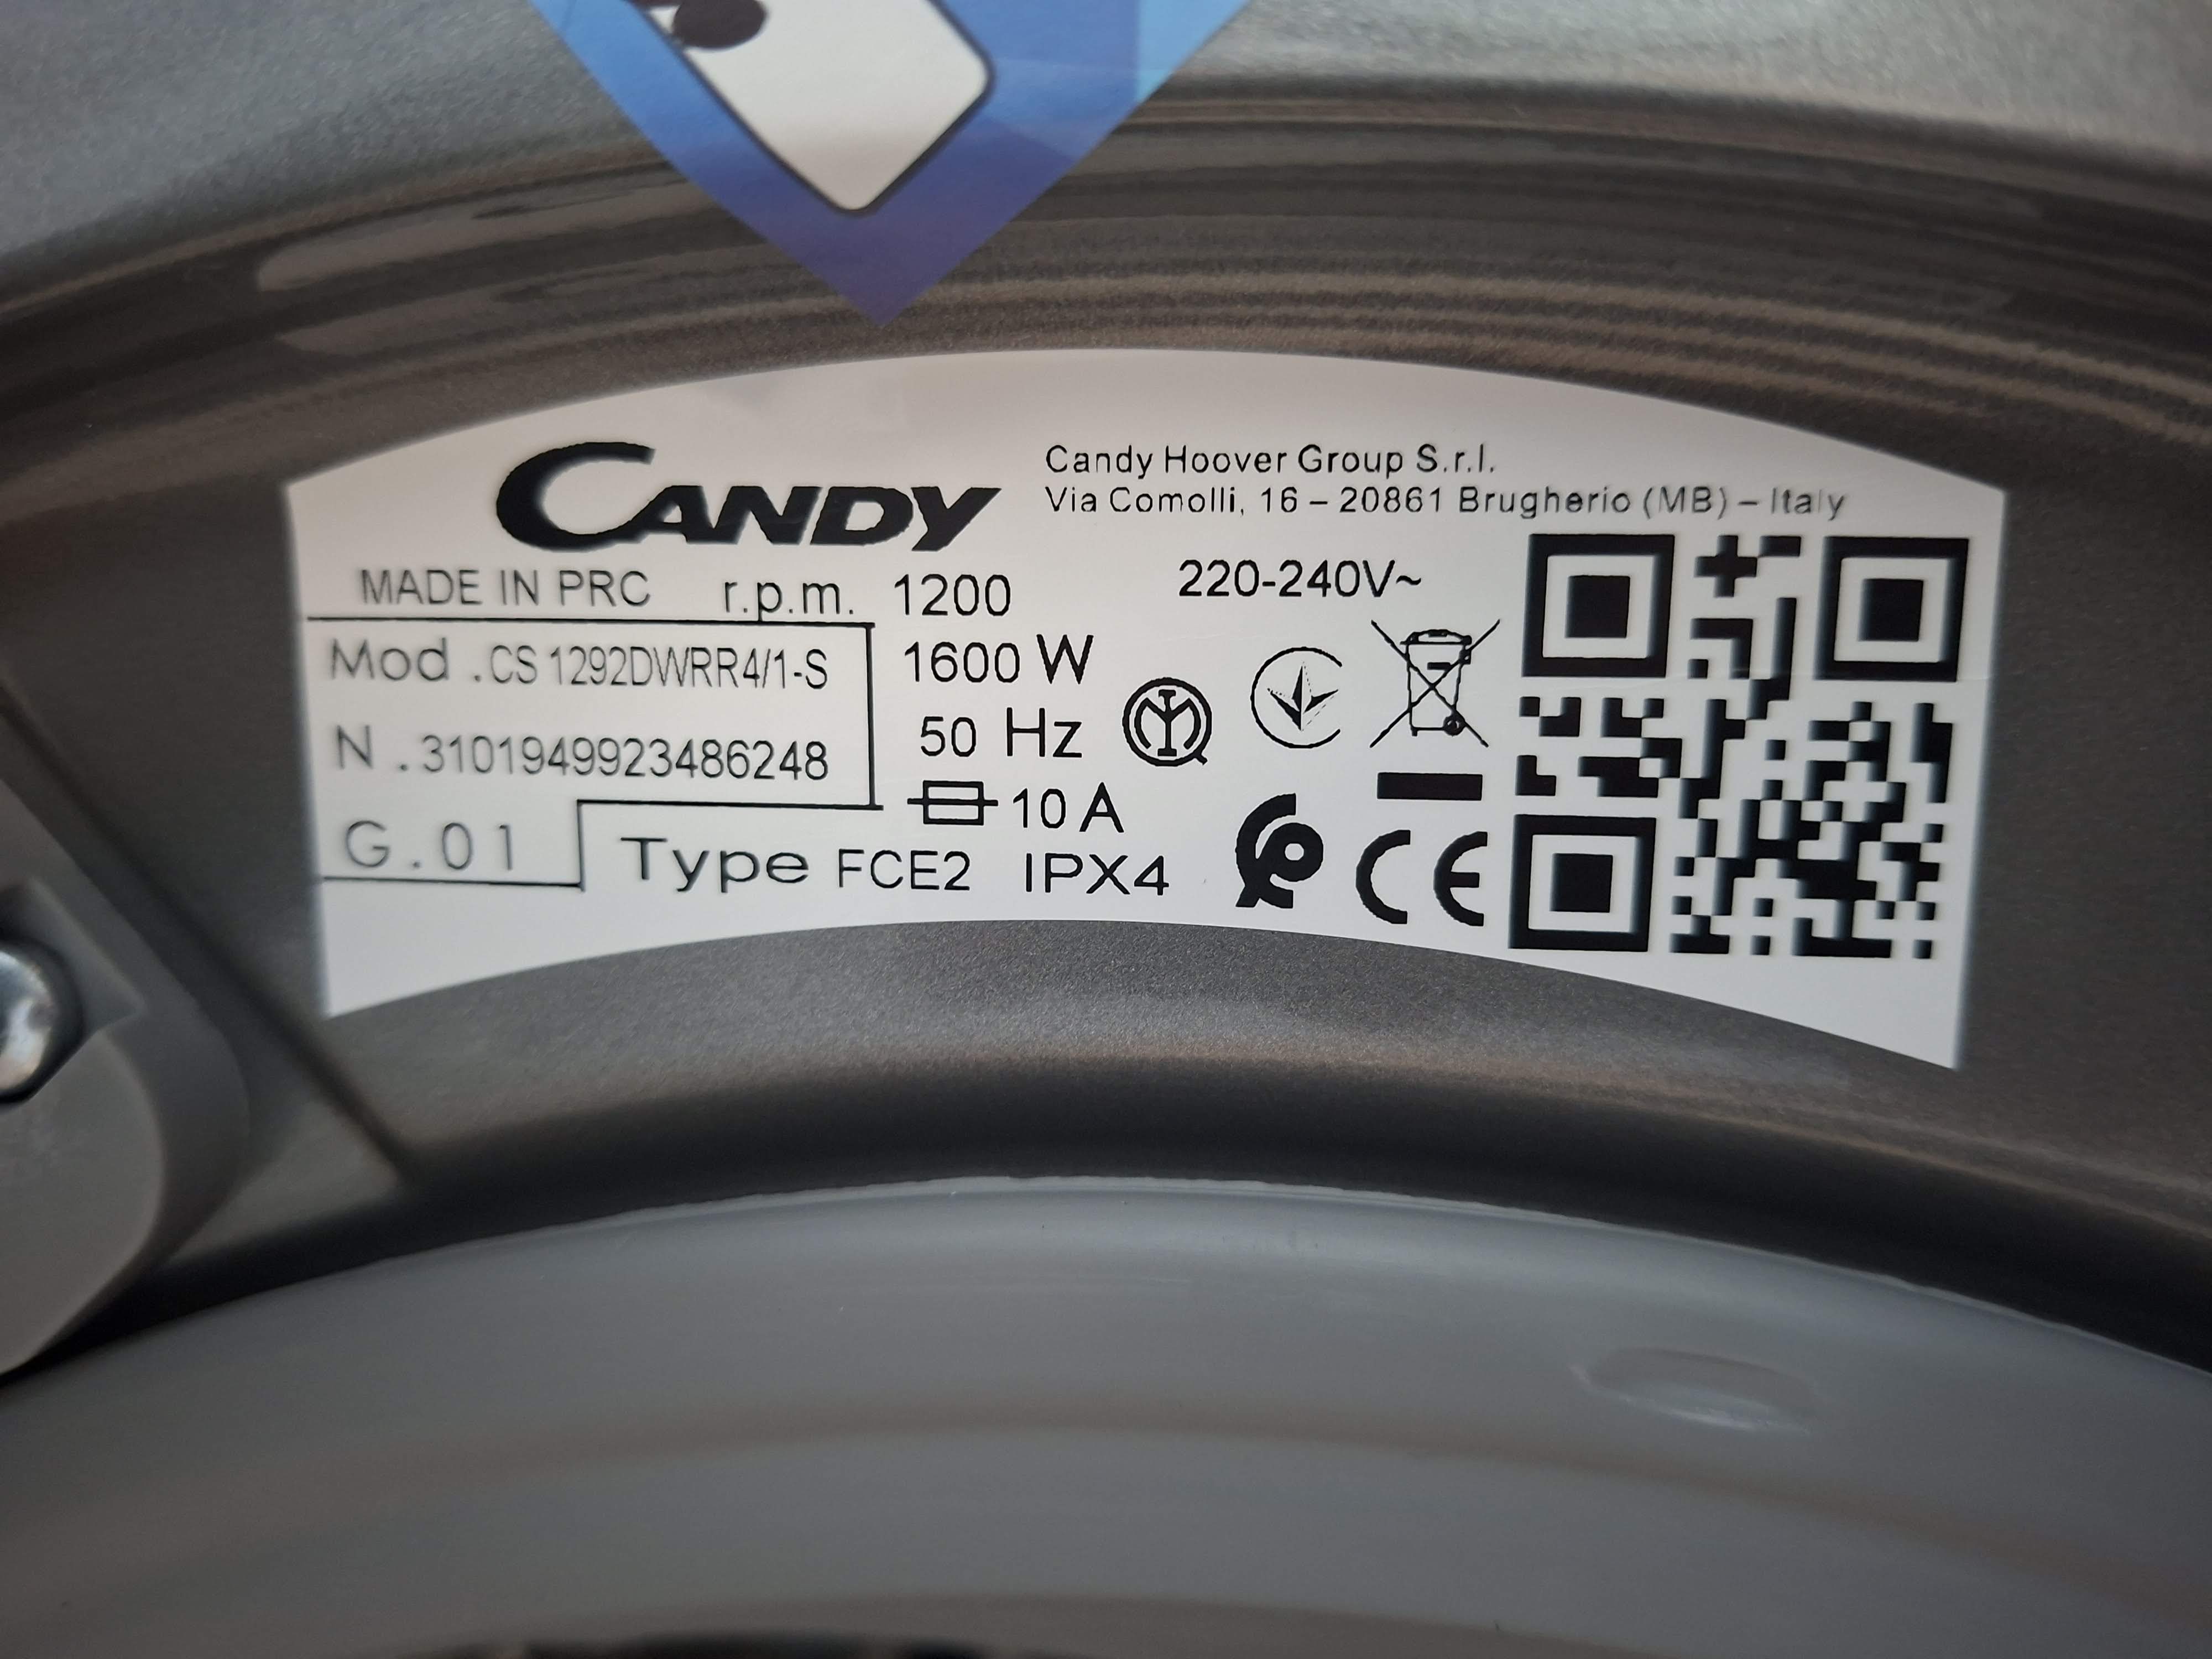 CANDY
Candy Hoover Group S.r.l.
Via Comolli, 16 – 20861 Brugherio (MB) – Italy
MADE IN PRC r.p.m. 1200 220-240V~
Mod .CS 1292DWRR4/1-S
1600 W
N .3101949923486248
50 Hz
10 A
G.01
Type FCE2 IPX4
CE